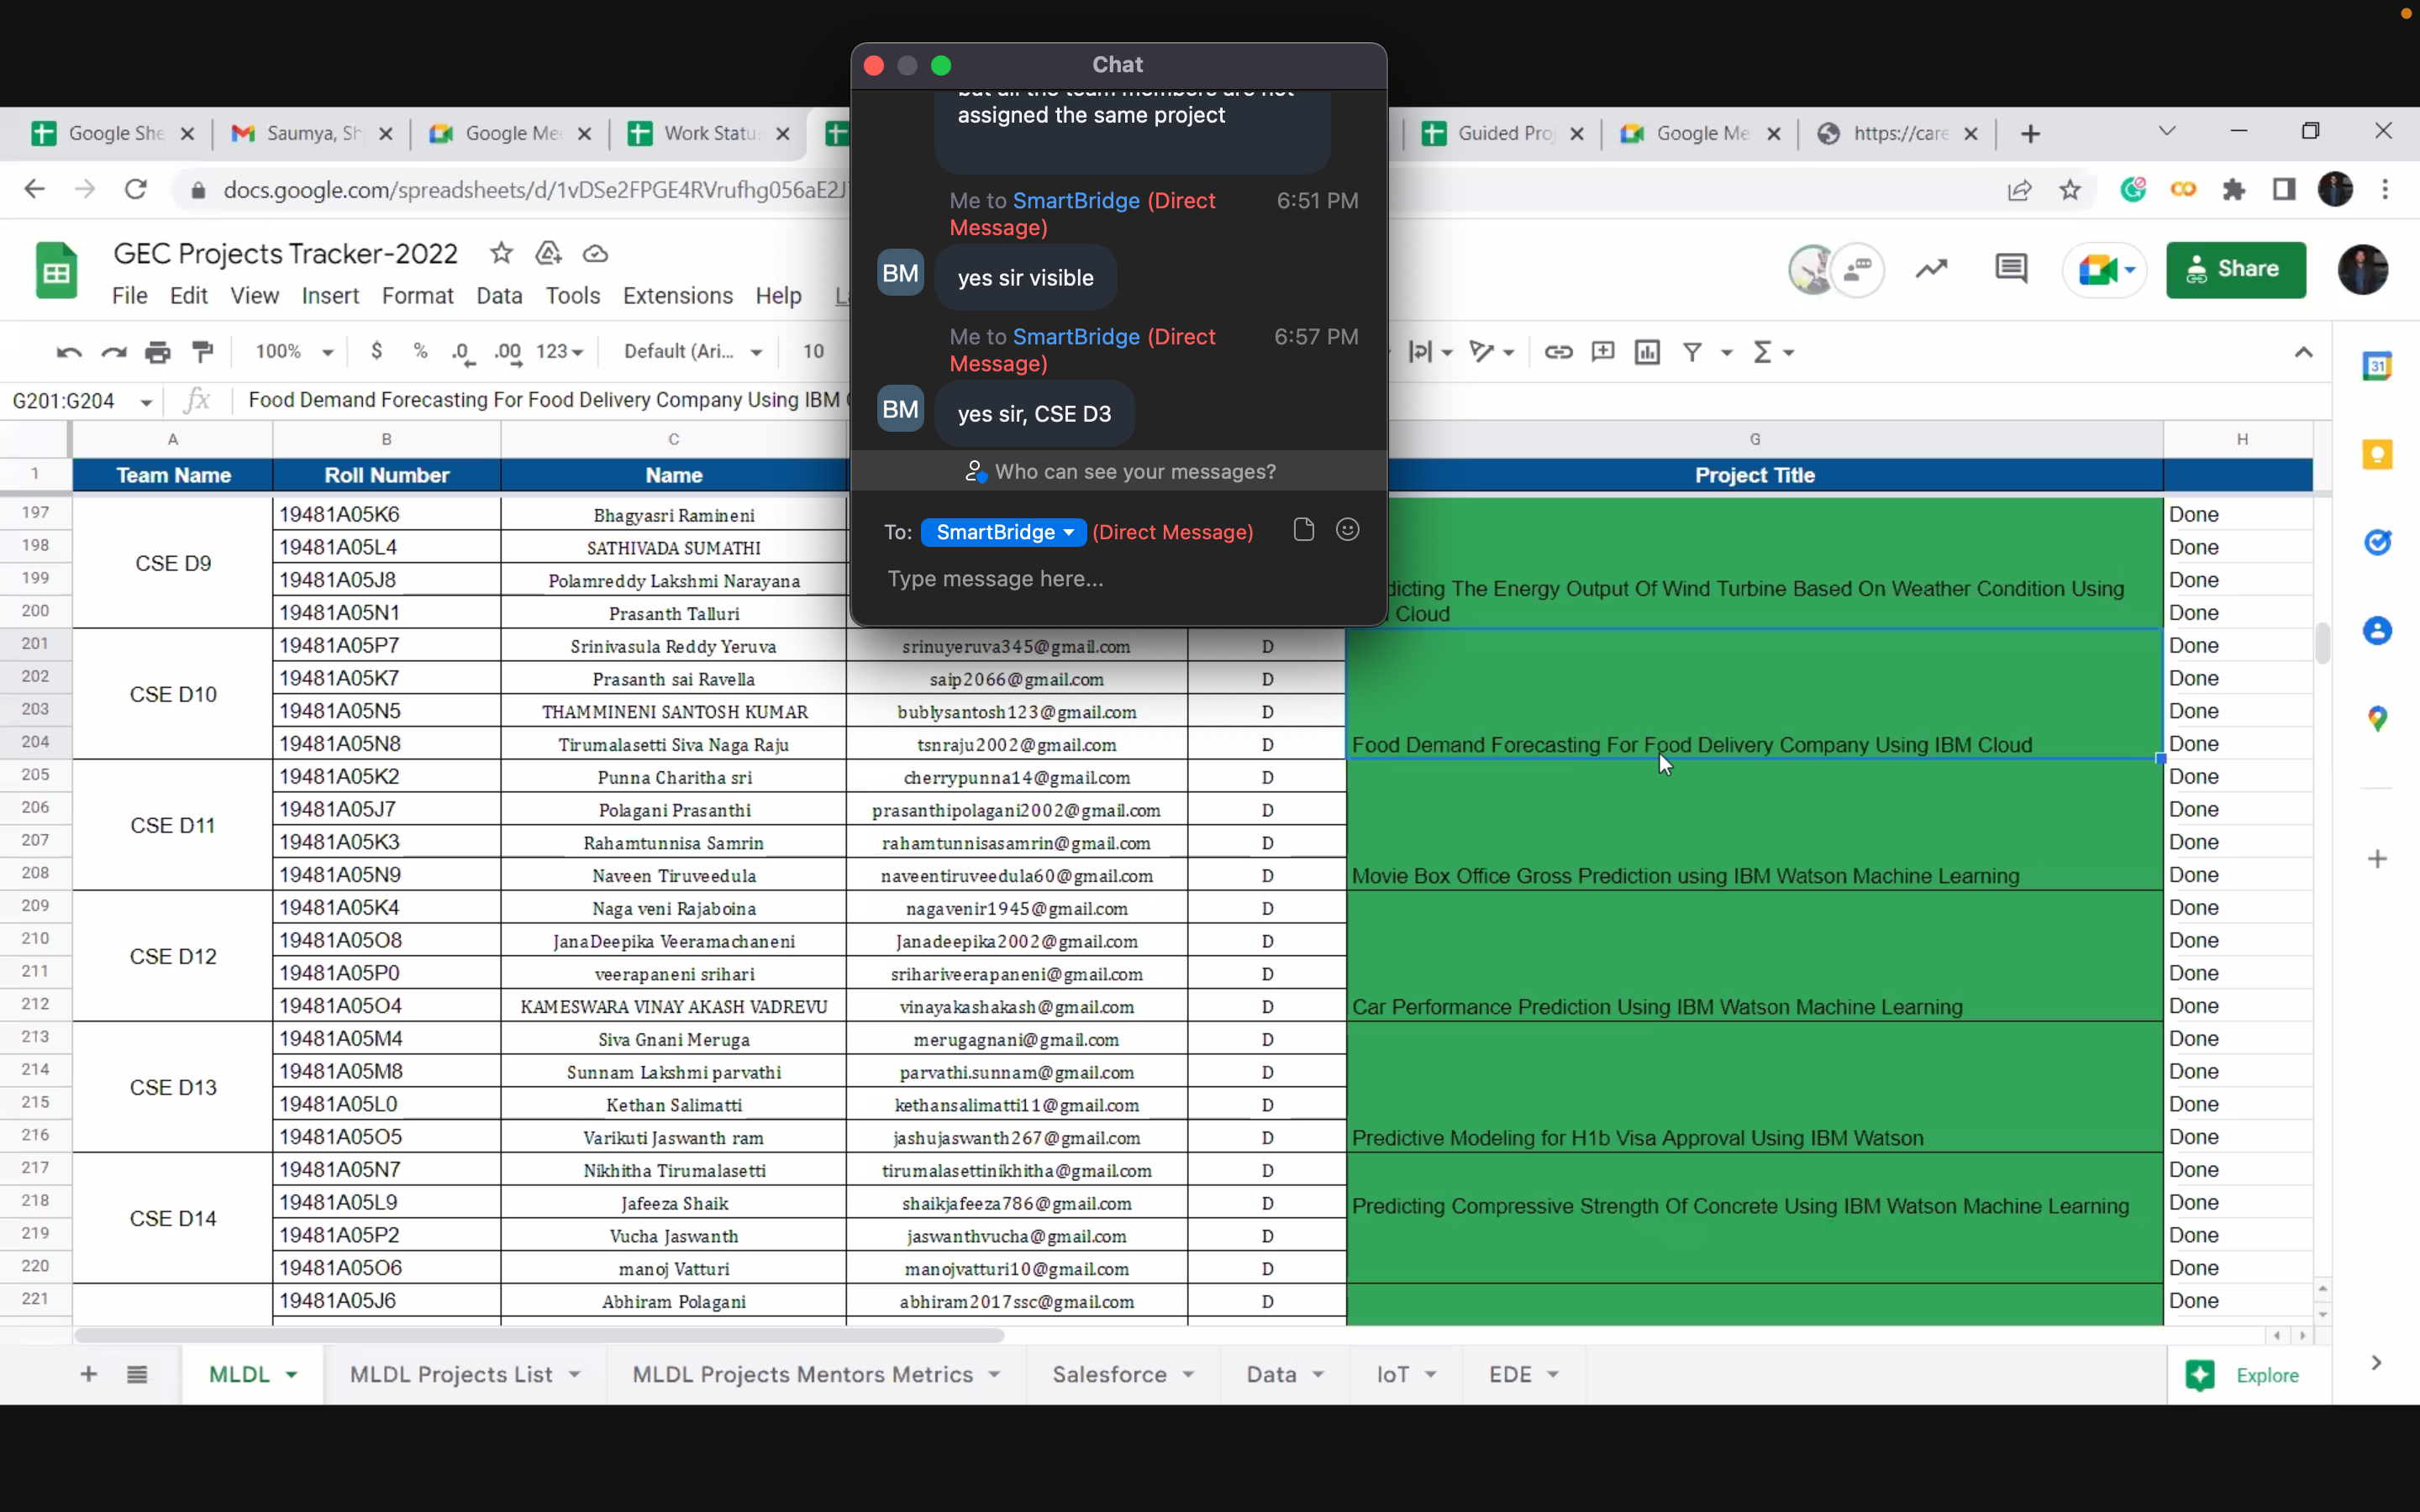 Chat
assigned the same project
Me to SmartBridge (Direct Message) 6:51 PM
BM yes sir visible
Me to SmartBridge (Direct Message) 6:57 PM
BM yes sir, CSE D3
Who can see your messages?
To: SmartBridge (Direct Message)
Type message here...
Google She Saumya, Sh Google Me Work Statu Guided Proj Google Me https://care
docs.google.com/spreadsheets/d/1vDSe2FPGE4RVrufhg056aE2J
GEC Projects Tracker-2022
File Edit View Insert Format Data Tools Extensions Help
Share
100% $ % .0 .00 123 Default (Ari... 10
G201:G204 fx Food Demand Forecasting For Food Delivery Company Using IBM
A B C G H
1 Team Name Roll Number Name Project Title
197 19481A05K6 Bhagyasri Ramineni Done
198 19481A05L4 SATHIVADA SUMATHI Done
CSE D9
199 19481A05J8 Polamreddy Lakshmi Narayana dicting The Energy Output Of Wind Turbine Based On Weather Condition Using Done
200 19481A05N1 Prasanth Talluri Cloud Done
201 19481A05P7 Srinivasula Reddy Yeruva srinuyeruva345@gmail.com D Done
202 19481A05K7 Prasanth sai Ravella saip2066@gmail.com D Done
CSE D10
203 19481A05N5 THAMMINENI SANTOSH KUMAR bublysantosh123@gmail.com D Done
204 19481A05N8 Tirumalasetti Siva Naga Raju tsnraju2002@gmail.com D Food Demand Forecasting For Food Delivery Company Using IBM Cloud Done
205 19481A05K2 Punna Charitha sri cherrypunna14@gmail.com D Done
206 19481A05J7 Polagani Prasanthi prasanthipolagani2002@gmail.com D Done
CSE D11
207 19481A05K3 Rahamtunnisa Samrin rahamtunnisasamrin@gmail.com D Done
208 19481A05N9 Naveen Tiruveedula naveentiruveedula60@gmail.com D Movie Box Office Gross Prediction using IBM Watson Machine Learning Done
209 19481A05K4 Naga veni Rajaboina nagavenir1945@gmail.com D Done
210 19481A05O8 JanaDeepika Veeramachaneni Janadeepika2002@gmail.com D Done
CSE D12
211 19481A05P0 veerapaneni srihari srihariveerapaneni@gmail.com D Done
212 19481A05O4 KAMESWARA VINAY AKASH VADREVU vinayakashakash@gmail.com D Car Performance Prediction Using IBM Watson Machine Learning Done
213 19481A05M4 Siva Gnani Meruga merugagnani@gmail.com D Done
214 19481A05M8 Sunnam Lakshmi parvathi parvathi.sunnam@gmail.com D Done
CSE D13
215 19481A05L0 Kethan Salimatti kethansalimatti11@gmail.com D Done
216 19481A05O5 Varikuti Jaswanth ram jashujaswanth267@gmail.com D Predictive Modeling for H1b Visa Approval Using IBM Watson Done
217 19481A05N7 Nikhitha Tirumalasetti tirumalasettinikhitha@gmail.com D Done
218 19481A05L9 Jafeeza Shaik shaikjafeeza786@gmail.com D Predicting Compressive Strength Of Concrete Using IBM Watson Machine Learning Done
CSE D14
219 19481A05P2 Vucha Jaswanth jaswanthvucha@gmail.com D Done
220 19481A05O6 manoj Vatturi manojvatturi10@gmail.com D Done
221 19481A05J6 Abhiram Polagani abhiram2017ssc@gmail.com D Done
MLDL MLDL Projects List MLDL Projects Mentors Metrics Salesforce Data IoT EDE Explore